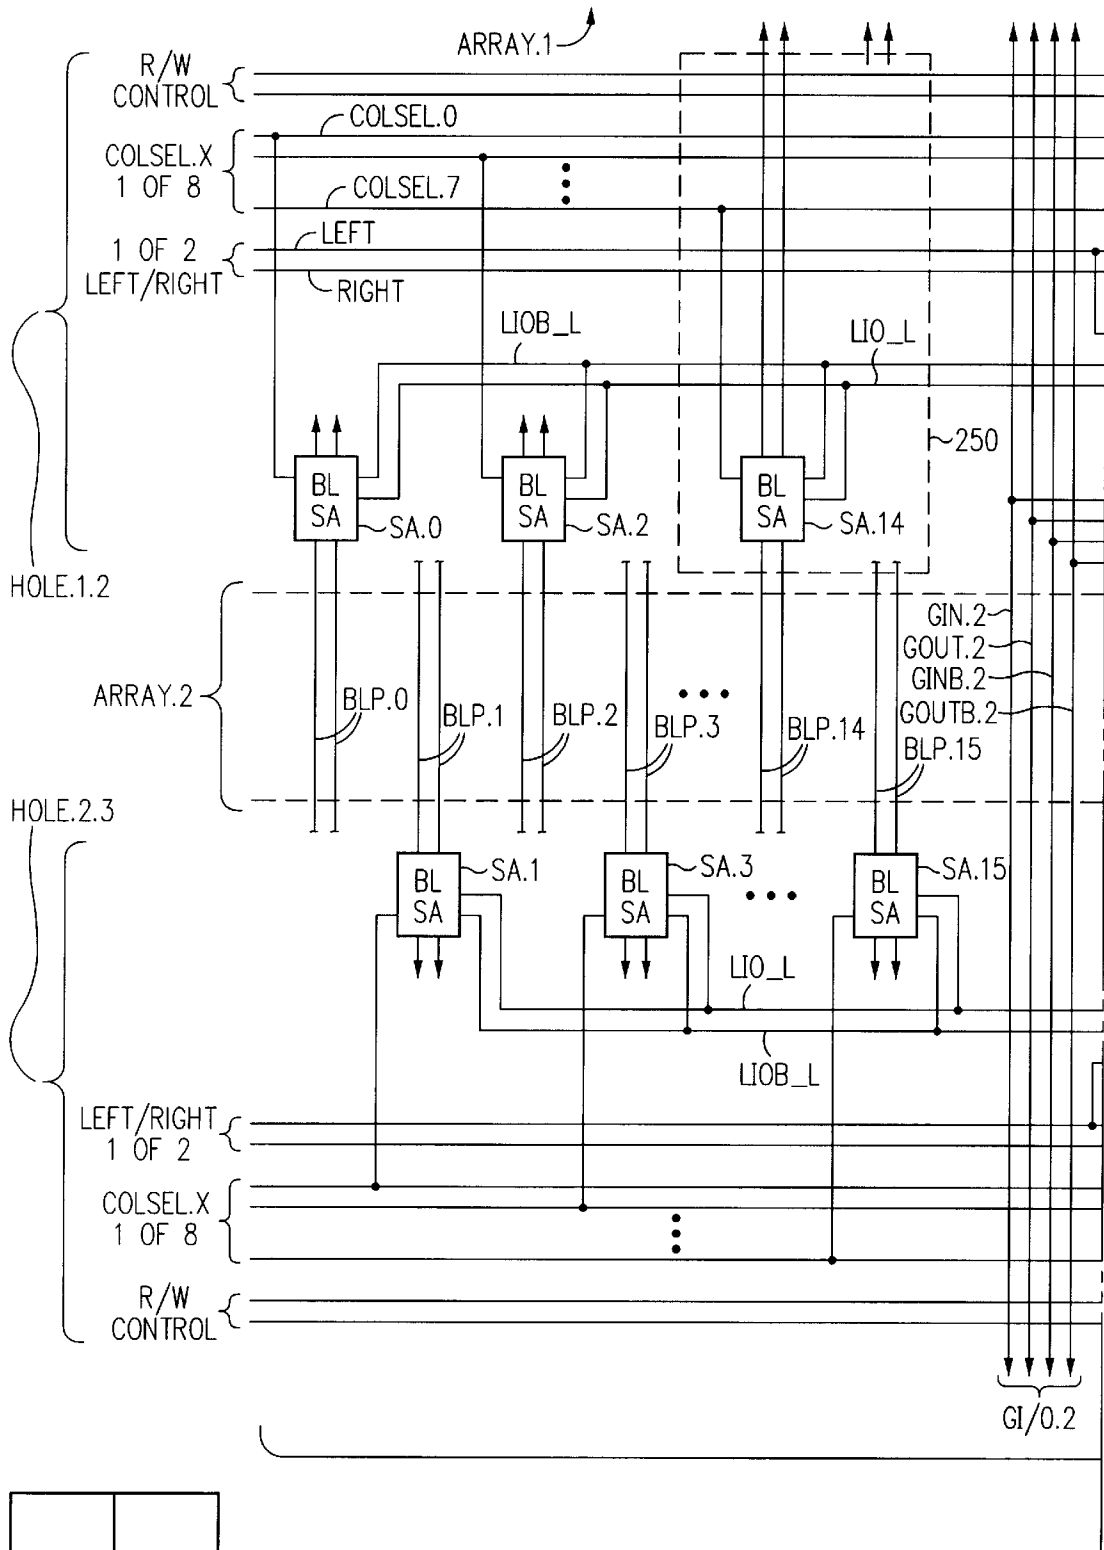 ARRAY.1
R/W
CONTROL
COLSEL.0
COLSEL.X
1 OF 8
COLSEL.7
LEFT
1 OF 2
LEFT/RIGHT
RIGHT
LIOB_L
LIO_L
250
BL
SA
BL
SA
BL
SA
SA.0
SA.2
SA.14
HOLE.1.2
GIN.2
GOUT.2
GINB.2
GOUTB.2
ARRAY.2
BLP.0
BLP.1
BLP.2
BLP.3
BLP.14
BLP.15
HOLE.2.3
SA.1
SA.3
SA.15
BL
SA
BL
SA
BL
SA
LIO_L
LIOB_L
LEFT/RIGHT
1 OF 2
COLSEL.X
1 OF 8
R/W
CONTROL
GI/O.2